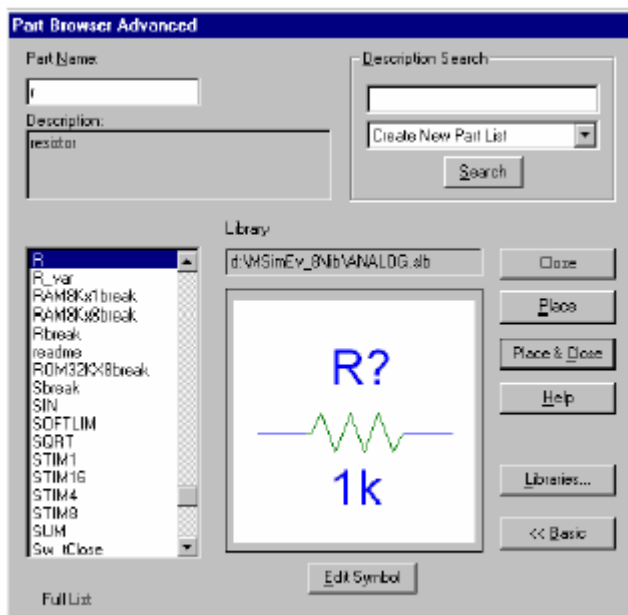 Part Browser Advanced
Part Name:
r
Description:
resistor
Description Search
Create New Part List
Search
Library
d:\MSimEv_8\lib\ANALOG.slb
R
R_var
RAM8Kx1break
RAM8Kx8break
Rbreak
readme
ROM32KX8break
Sbreak
SIN
SOFTLIM
SQRT
STIM1
STIM16
STIM4
STIM8
SUM
Sw_tClose
R?
1k
Close
Place
Place & Close
Help
Libraries...
<< Basic
Edit Symbol
Full List